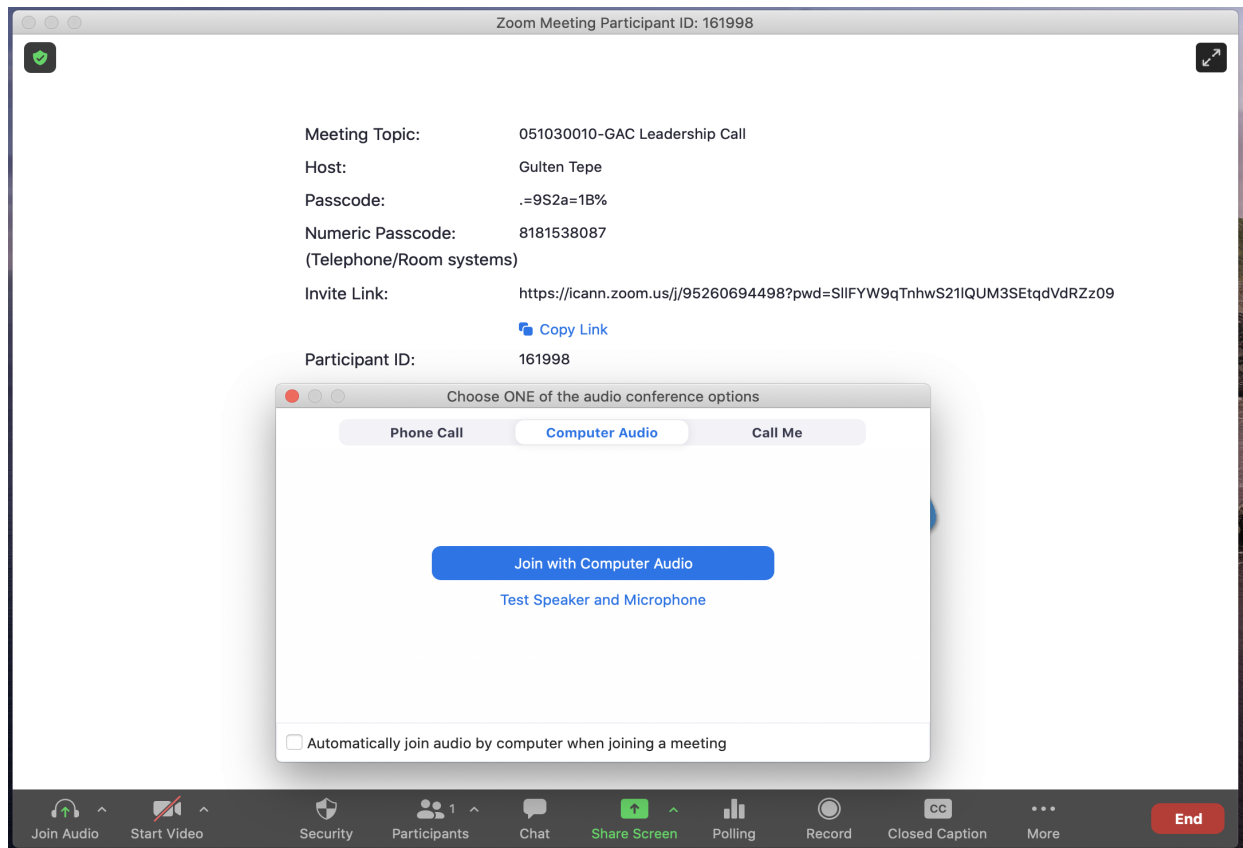 Zoom Meeting Participant ID: 161998
Meeting Topic: 051030010-GAC Leadership Call
Host: Gulten Tepe
Passcode: .=9S2a=1B%
Numeric Passcode: 8181538087
(Telephone/Room systems)
Invite Link: https://icann.zoom.us/j/95260694498?pwd=SllFYW9qTnhwS21lQUM3SEtqdVdRZz09
Copy Link
Participant ID: 161998
Choose ONE of the audio conference options
Phone Call Computer Audio Call Me
Join with Computer Audio
Test Speaker and Microphone
Automatically join audio by computer when joining a meeting
1 CC
Join Audio Start Video Security Participants Chat Share Screen Polling Record Closed Caption More End